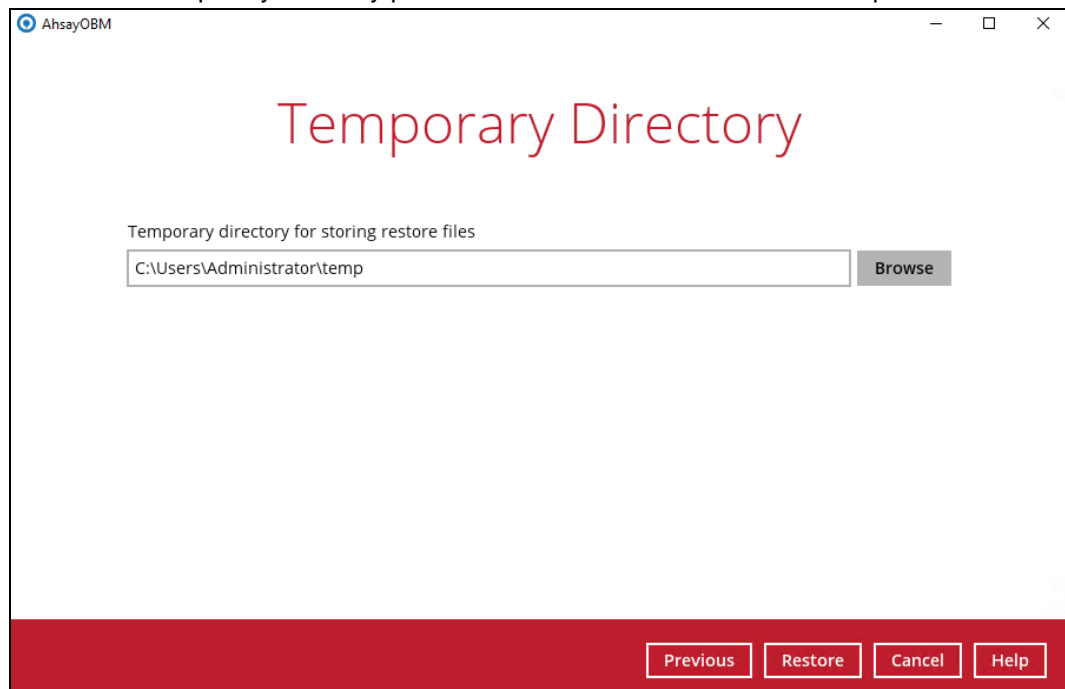 AhsayOBM
Temporary Directory
Temporary directory for storing restore files
C:\Users\Administrator\temp
Browse
Previous Restore Cancel Help